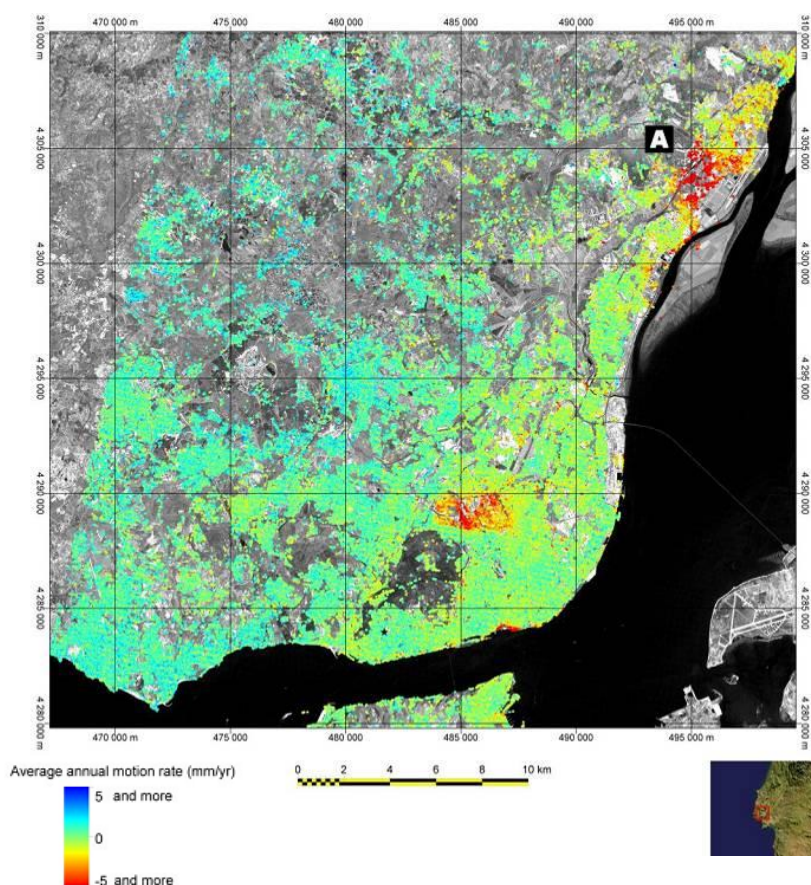 470 000 m 475 000 m 480 000 m 485 000 m 490 000 m 495 000 m
310 000 m
310 000 m
A
4 305 000
4 305 000
4 300 000
4 300 000
4 295 000
4 295 000
4 290 000
4 290 000
4 285 000
4 285 000
4 280 000 m
4 280 000 m
470 000 m 475 000 m 480 000 m 485 000 m 490 000 m 495 000 m
Average annual motion rate (mm/yr)
0 2 4 6 8 10 km
5 and more
0
-5 and more